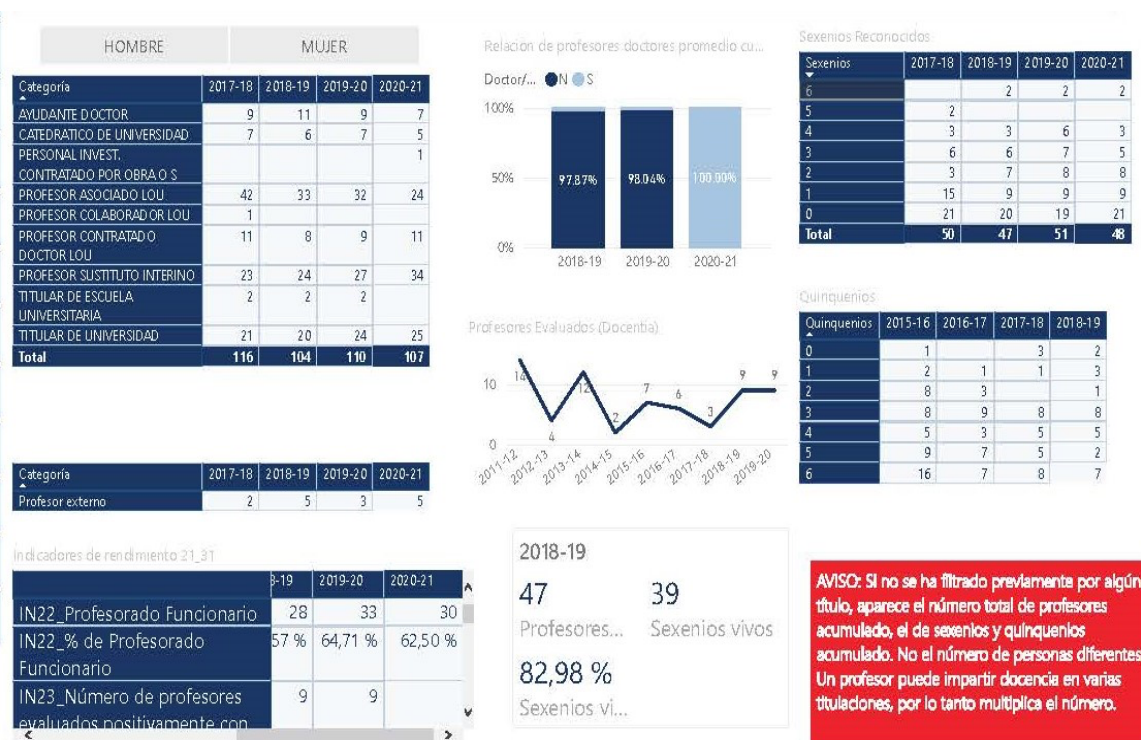 HOMBRE MUJER
Categoría 2017-18 2018-19 2019-20 2020-21
AYUDANTE DOCTOR 9 11 9 7
CATEDRATICO DE UNIVERSIDAD 7 6 7 5
PERSONAL INVEST.
CONTRATADO POR OBRA O S 1
PROFESOR ASOCIADO LOU 42 33 32 24
PROFESOR COLABORADOR LOU 1
PROFESOR CONTRATADO
DOCTOR LOU 11 8 9 11
PROFESOR SUSTITUTO INTERINO 23 24 27 34
TITULAR DE ESCUELA
UNIVERSITARIA 2 2 2
TITULAR DE UNIVERSIDAD 21 20 24 25
Total 116 104 110 107
Categoría 2017-18 2018-19 2019-20 2020-21
Profesor externo 2 5 3 5
Indicadores de rendimiento 21_31
8-19 2019-20 2020-21
IN22_Profesorado Funcionario 28 33 30
IN22_% de Profesorado
Funcionario 57 % 64,71 % 62,50 %
IN23_Número de profesores 9 9
evaluados positivamente con
Relación de profesores doctores promedio cu...
Doctor/... N S
100%
50%
0%
97.87% 98.04% 100.00%
2018-19 2019-20 2020-21
Profesores Evaluados (Docentia)
10
0
14 4 12 2 7 6 3 9 9
2011-12 2012-13 2013-14 2014-15 2015-16 2016-17 2017-18 2018-19 2019-20
2018-19
47 39
Profesores... Sexenios vivos
82,98 %
Sexenios vi...
Sexenios Reconocidos
Sexenios 2017-18 2018-19 2019-20 2020-21
6 2 2 2
5 2
4 3 3 6 3
3 6 6 7 5
2 3 7 8 8
1 15 9 9 9
0 21 20 19 21
Total 50 47 51 48
Quinquenios
Quinquenios 2015-16 2016-17 2017-18 2018-19
0 1 3 2
1 2 1 1 3
2 8 3 1
3 8 9 8 8
4 5 3 5 5
5 9 7 5 2
6 16 7 8 7
AVISO: Si no se ha filtrado previamente por algún
título, aparece el número total de profesores
acumulado, el de sexenios y quinquenios
acumulado. No el número de personas diferentes
Un profesor puede impartir docencia en varias
titulaciones, por lo tanto multiplica el número.